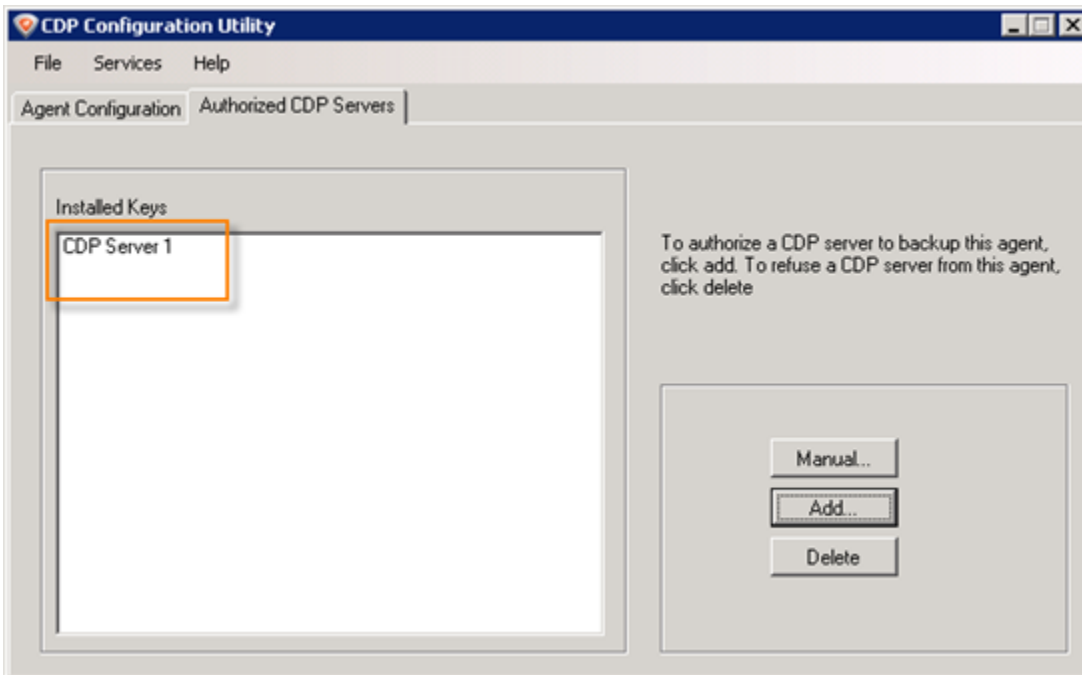 CDP Configuration Utility
File Services Help
Agent Configuration Authorized CDP Servers
Installed Keys
CDP Server 1
To authorize a CDP server to backup this agent,
click add. To refuse a CDP server from this agent,
click delete
Manual...
Add...
Delete